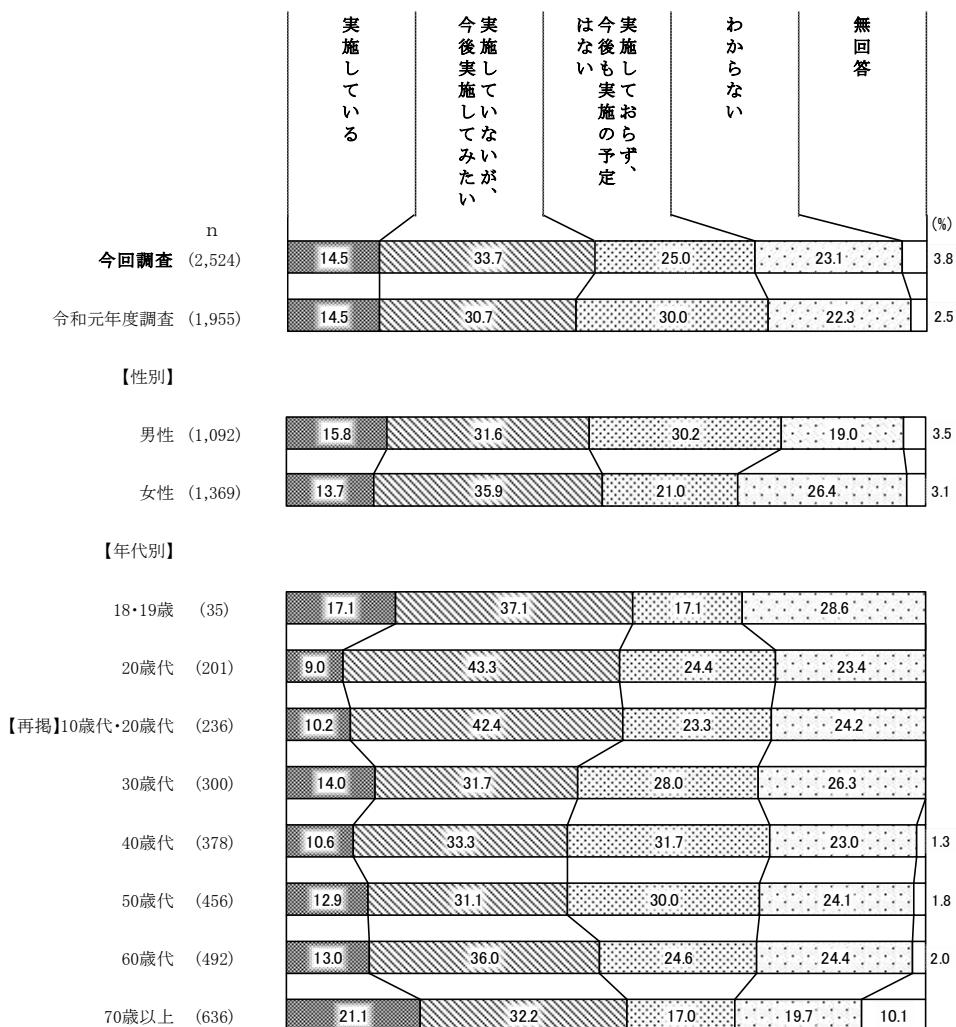 実施している
実施していないが、
今後実施してみたい
実施しておらず、
今後も実施の予定
はない
わからない
無回答
(%)
n
今回調査 (2,524) 14.5 33.7 25.0 23.1 3.8
令和元年度調査 (1,955) 14.5 30.7 30.0 22.3 2.5
【性別】
男性 (1,092) 15.8 31.6 30.2 19.0 3.5
女性 (1,369) 13.7 35.9 21.0 26.4 3.1
【年代別】
18・19歳 (35) 17.1 37.1 17.1 28.6
20歳代 (201) 9.0 43.3 24.4 23.4
【再掲】10歳代・20歳代 (236) 10.2 42.4 23.3 24.2
30歳代 (300) 14.0 31.7 28.0 26.3
40歳代 (378) 10.6 33.3 31.7 23.0 1.3
50歳代 (456) 12.9 31.1 30.0 24.1 1.8
60歳代 (492) 13.0 36.0 24.6 24.4 2.0
70歳以上 (636) 21.1 32.2 17.0 19.7 10.1